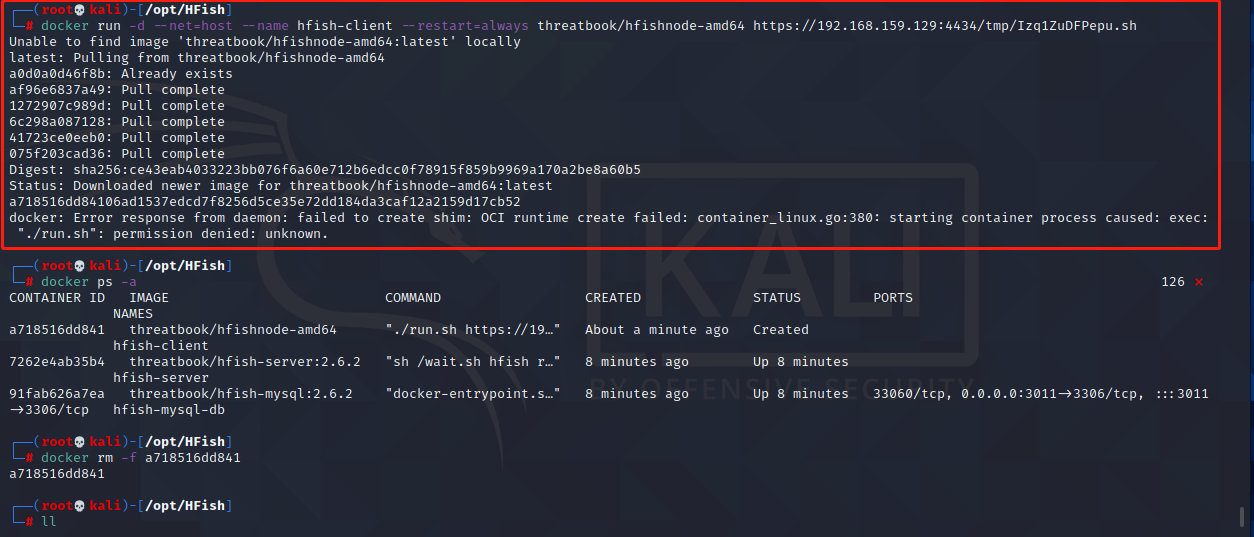 ┌──(root💀kali)-[/opt/HFish]
└─# docker run -d --net=host --name hfish-client --restart=always threatbook/hfishnode-amd64 https://192.168.159.129:4434/tmp/Izq1ZuDFPepu.sh
Unable to find image 'threatbook/hfishnode-amd64:latest' locally
latest: Pulling from threatbook/hfishnode-amd64
a0d0a0d46f8b: Already exists
af96e6837a49: Pull complete
1272907c989d: Pull complete
6c298a087128: Pull complete
41723ce0eeb0: Pull complete
075f203cad36: Pull complete
Digest: sha256:ce43eab4033223bb076f6a60e712b6edcc0f78915f859b9969a170a2be8a60b5
Status: Downloaded newer image for threatbook/hfishnode-amd64:latest
a718516dd84106ad1537edcd7f8256d5ce35e72dd184da3caf12a2159d17cb52
docker: Error response from daemon: failed to create shim: OCI runtime create failed: container_linux.go:380: starting container process caused: exec:
"./run.sh": permission denied: unknown.
┌──(root💀kali)-[/opt/HFish]
└─# docker ps -a 126 ⨯
CONTAINER ID IMAGE COMMAND CREATED STATUS PORTS
NAMES
a718516dd841 threatbook/hfishnode-amd64 "./run.sh https://19…" About a minute ago Created
hfish-client
7262e4ab35b4 threatbook/hfish-server:2.6.2 "sh /wait.sh hfish r…" 8 minutes ago Up 8 minutes
hfish-server
91fab626a7ea threatbook/hfish-mysql:2.6.2 "docker-entrypoint.s…" 8 minutes ago Up 8 minutes 33060/tcp, 0.0.0.0:3011->3306/tcp, :::3011
->3306/tcp hfish-mysql-db
┌──(root💀kali)-[/opt/HFish]
└─# docker rm -f a718516dd841
a718516dd841
┌──(root💀kali)-[/opt/HFish]
└─# ll
KALI
BY OFFENSIVE SECURITY